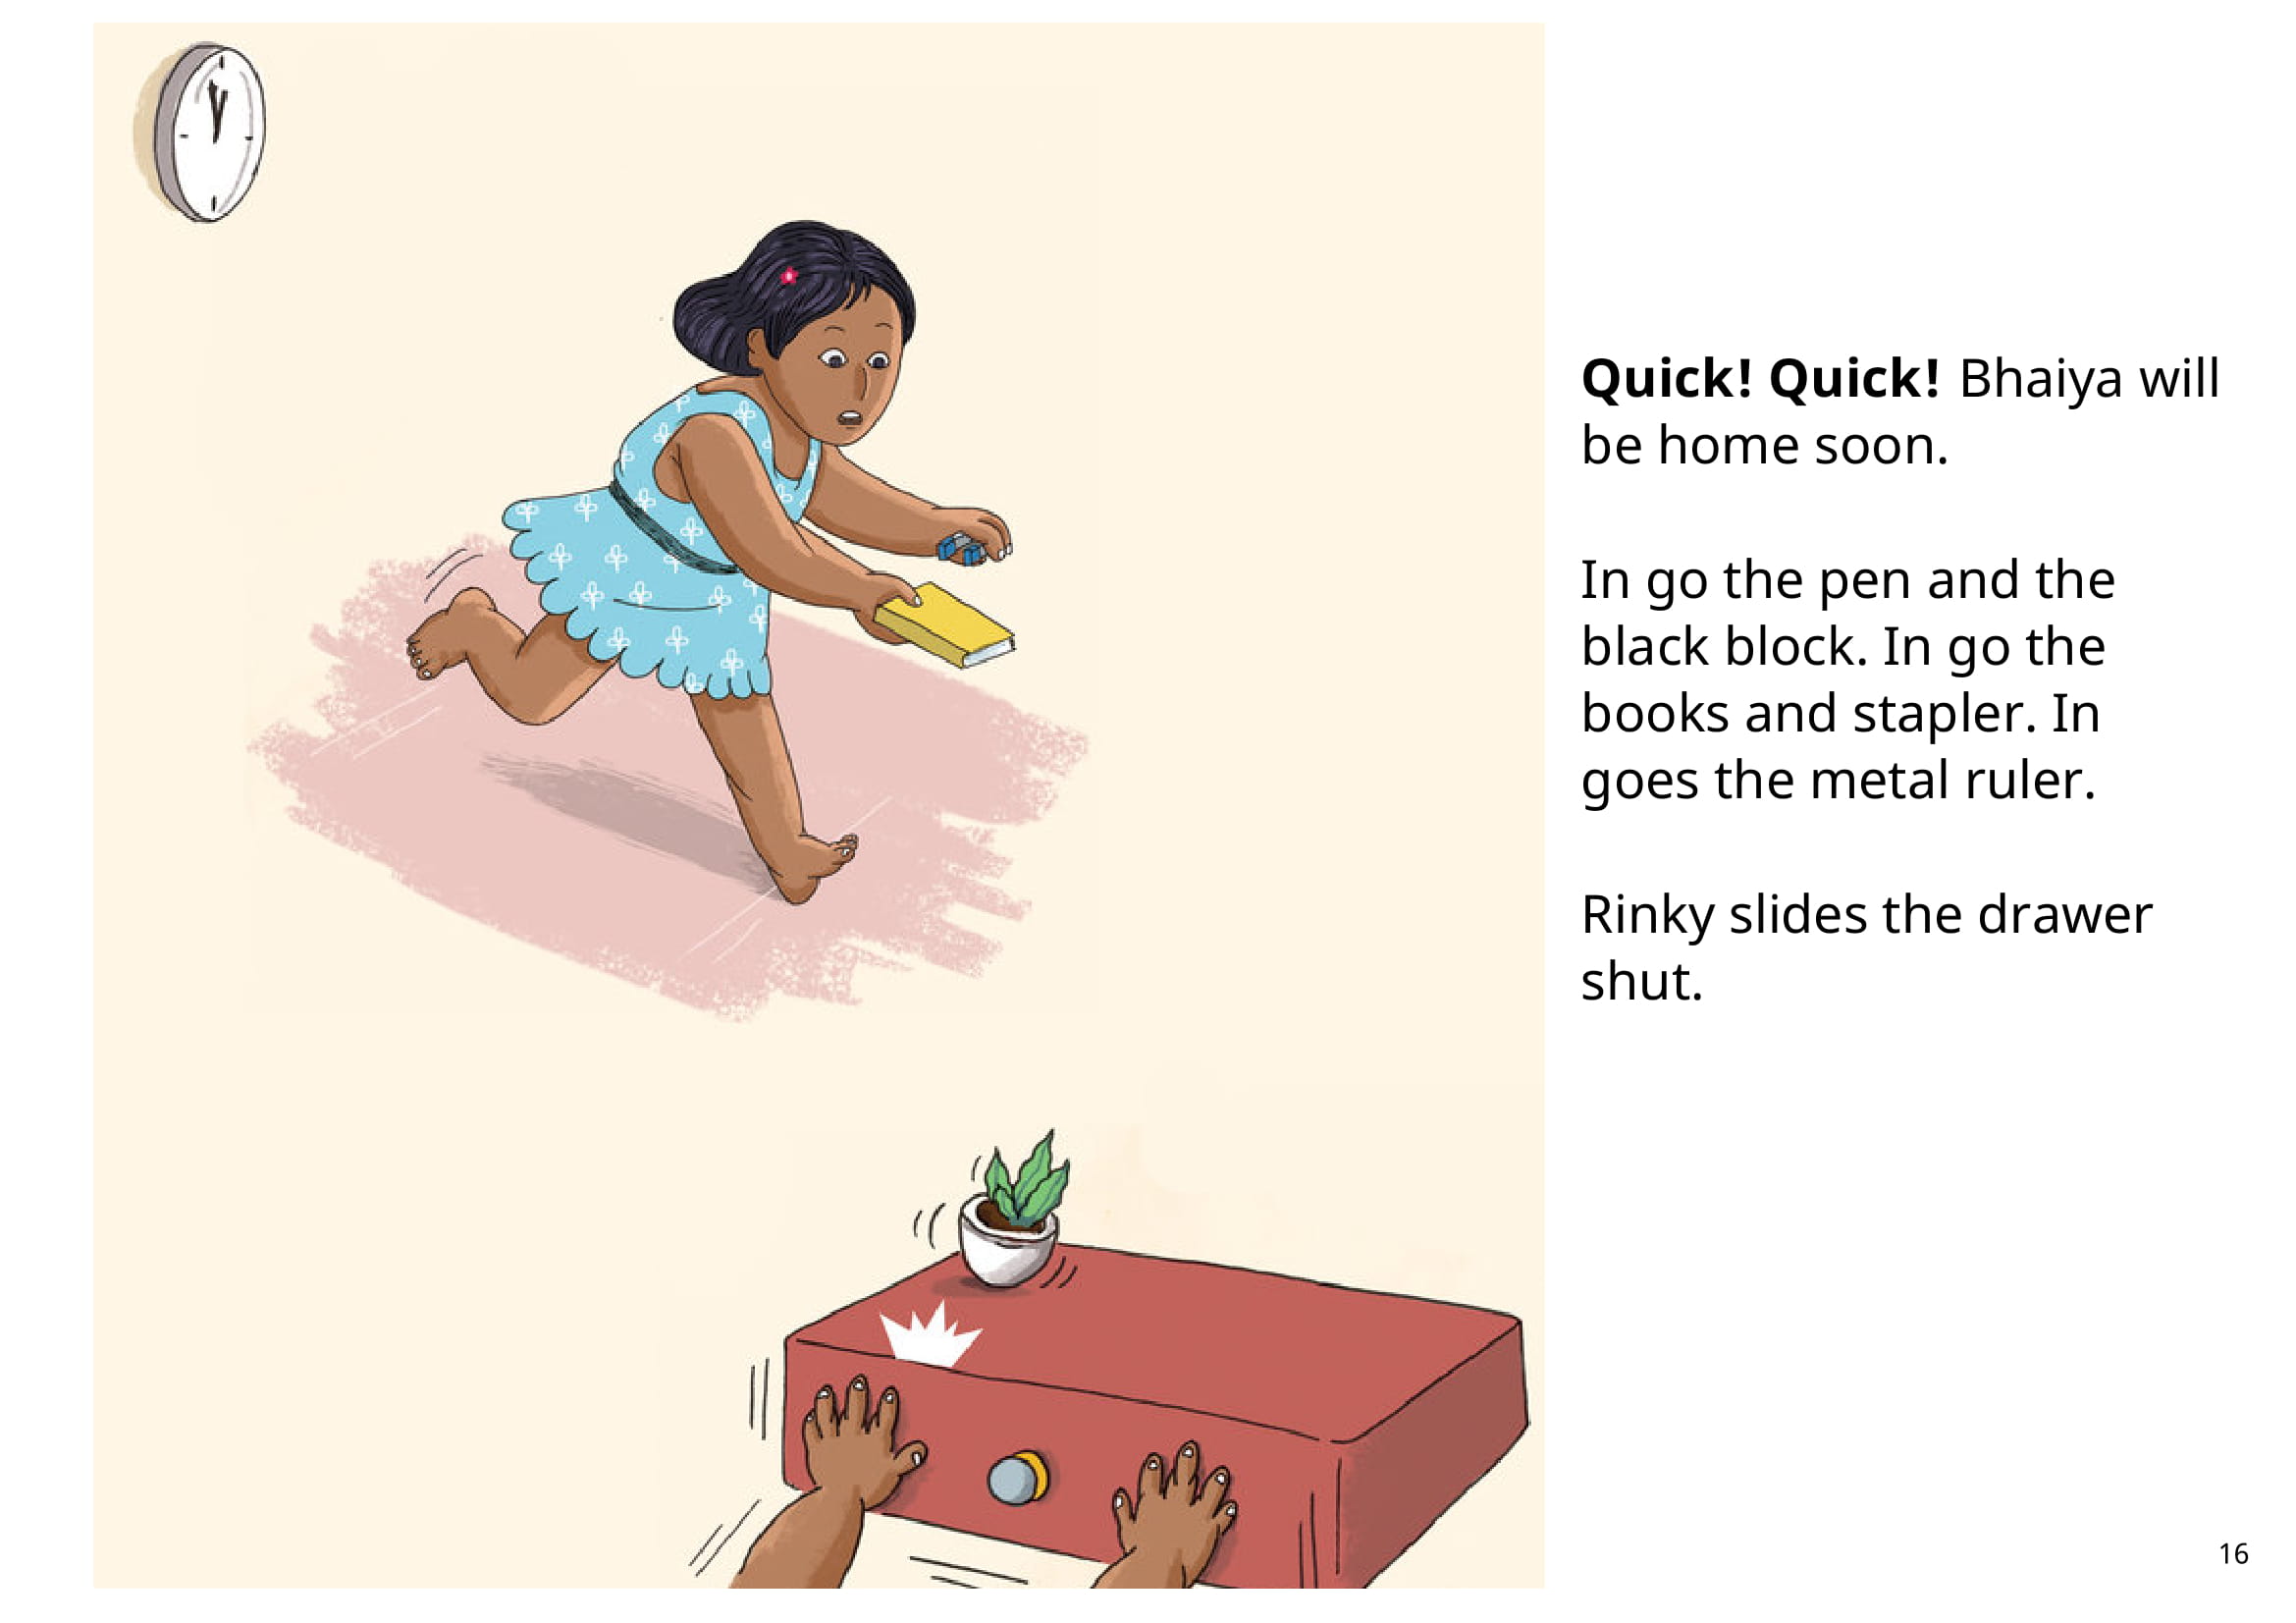 Quick! Quick! Bhaiya will
be home soon.
In go the pen and the
black block. In go the
books and stapler. In
goes the metal ruler.
Rinky slides the drawer
shut.
16